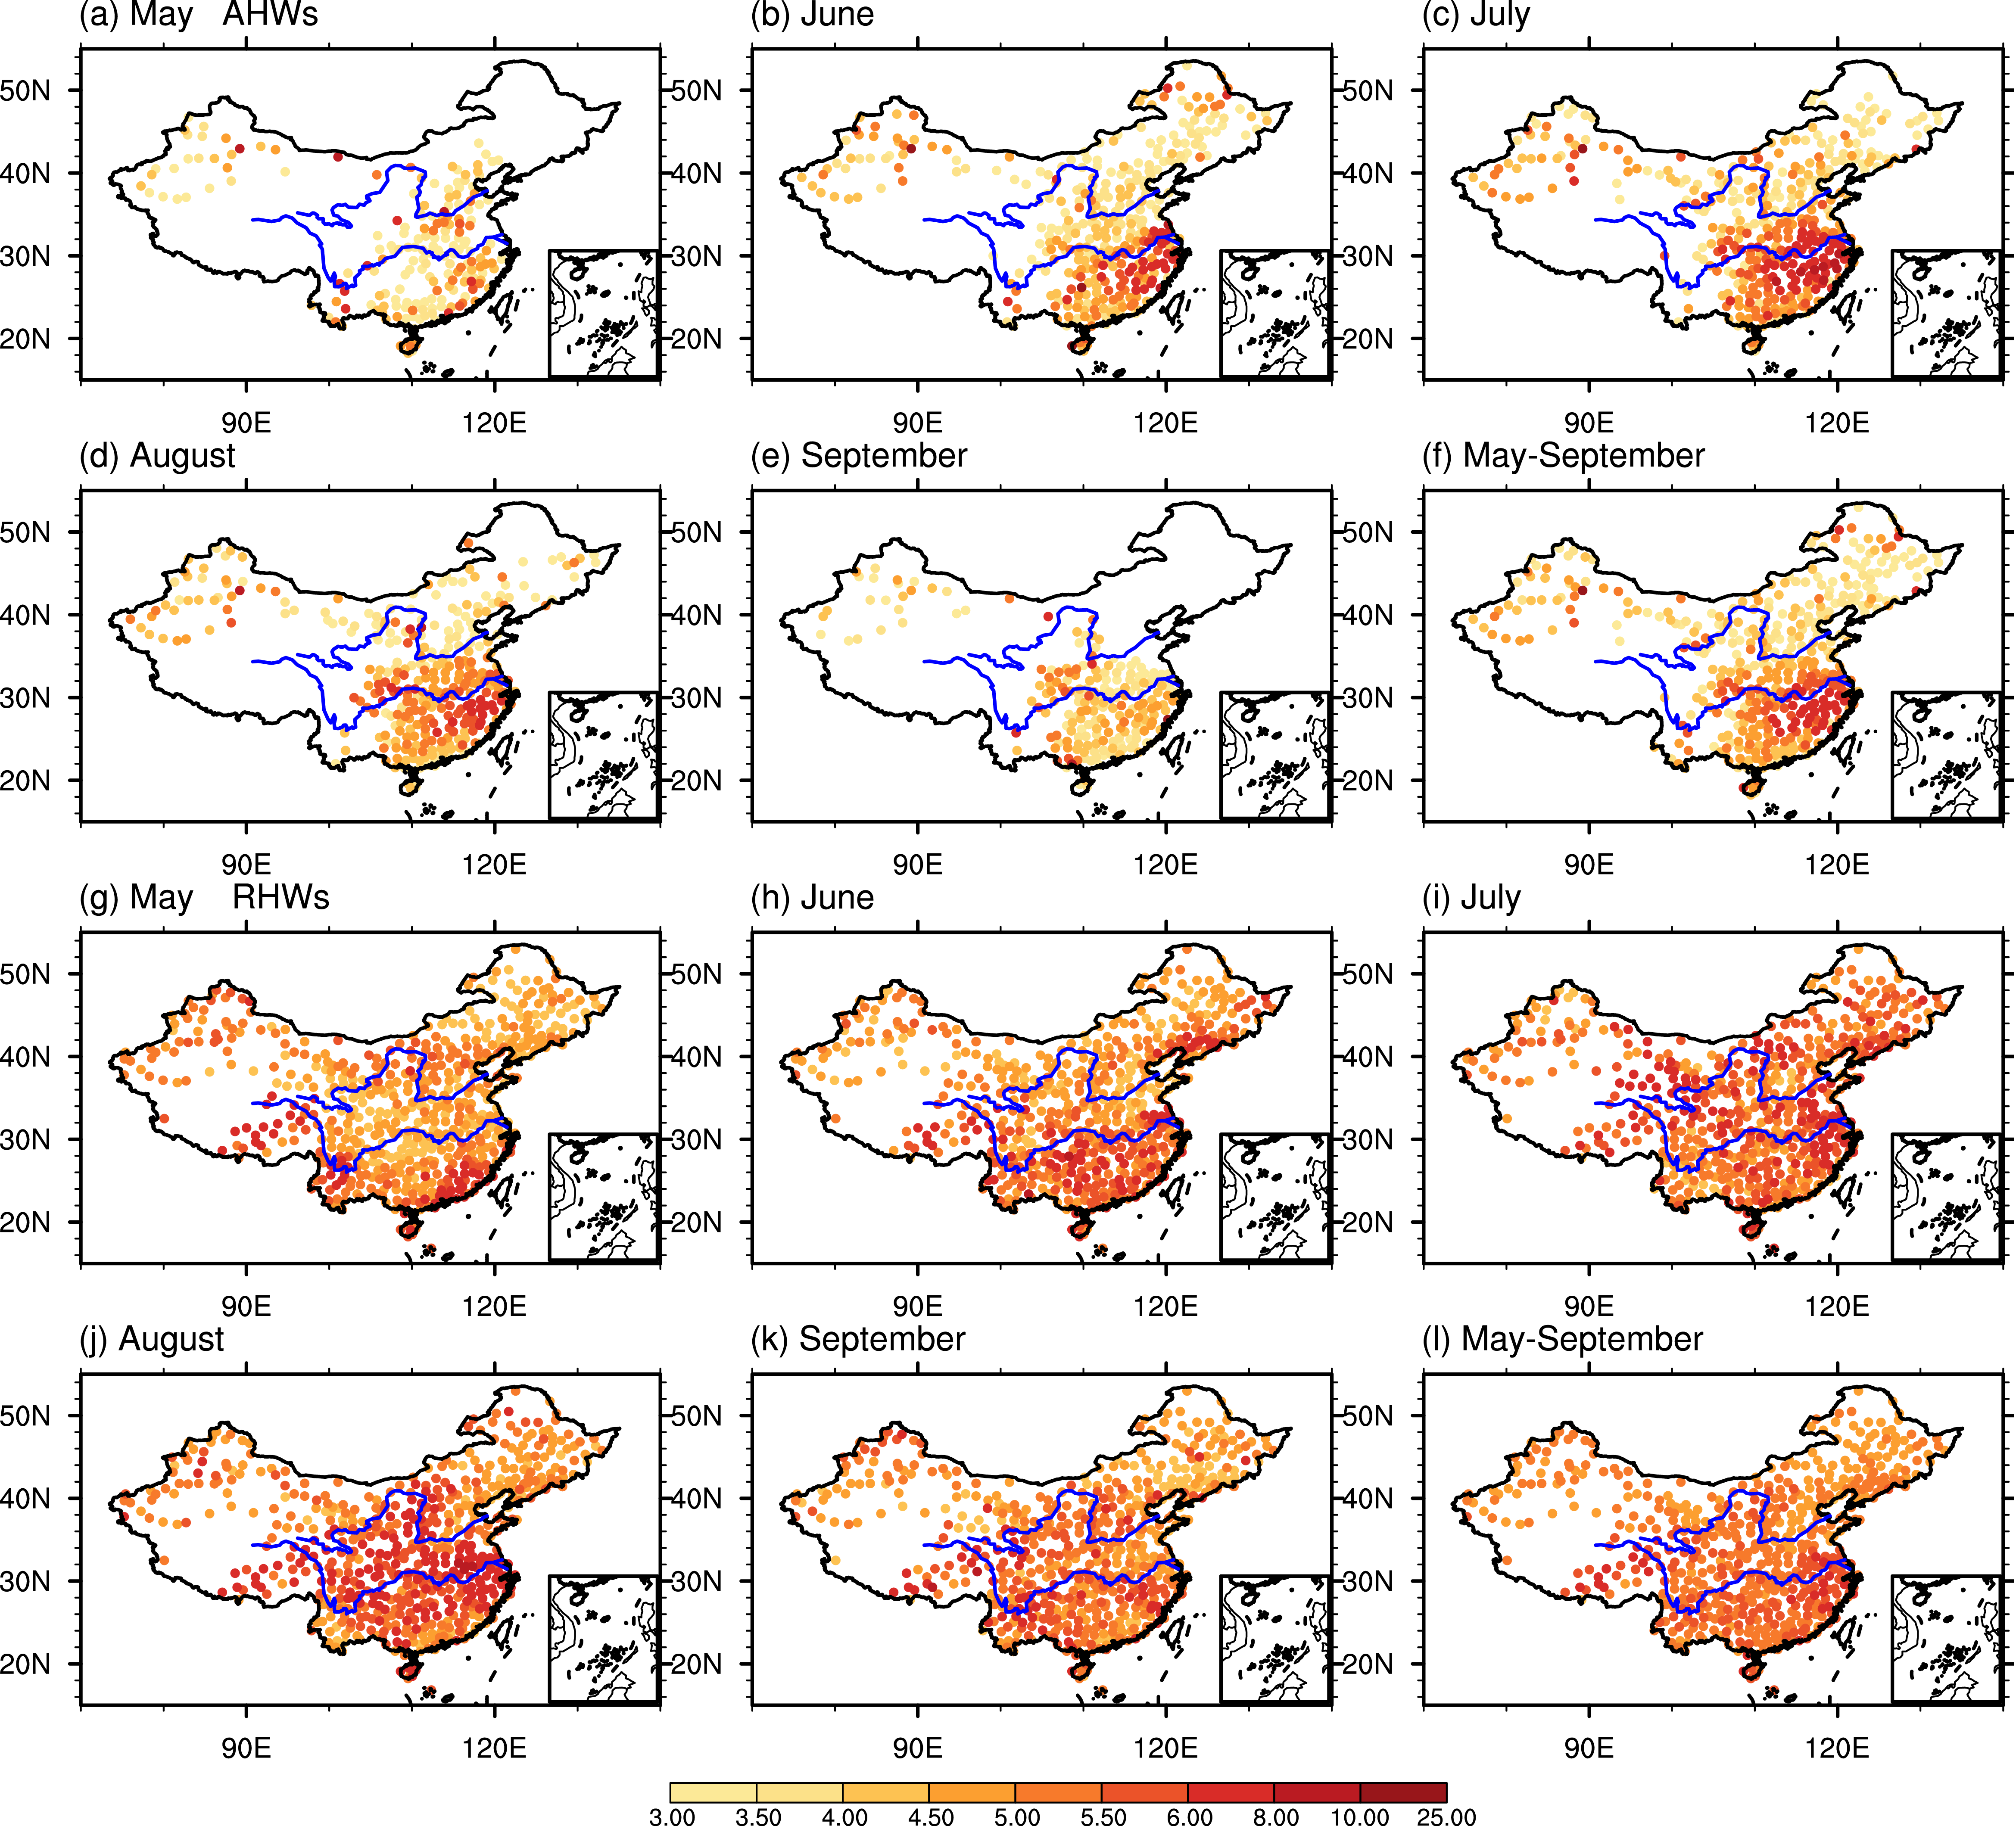 (a) May AHWs
(b) June
(c) July
50N
40N
30N
20N
50N
40N
30N
20N
50N
40N
30N
20N
90E
120E
90E
120E
90E
120E
(d) August
(e) September
(f) May-September
50N
40N
30N
20N
50N
40N
30N
20N
50N
40N
30N
20N
90E
120E
90E
120E
90E
120E
(g) May RHWs
(h) June
(i) July
50N
40N
30N
20N
50N
40N
30N
20N
50N
40N
30N
20N
90E
120E
90E
120E
90E
120E
(j) August
(k) September
(l) May-September
50N
40N
30N
20N
50N
40N
30N
20N
50N
40N
30N
20N
90E
120E
90E
120E
90E
120E
3.00 3.50 4.00 4.50 5.00 5.50 6.00 8.00 10.00 25.00